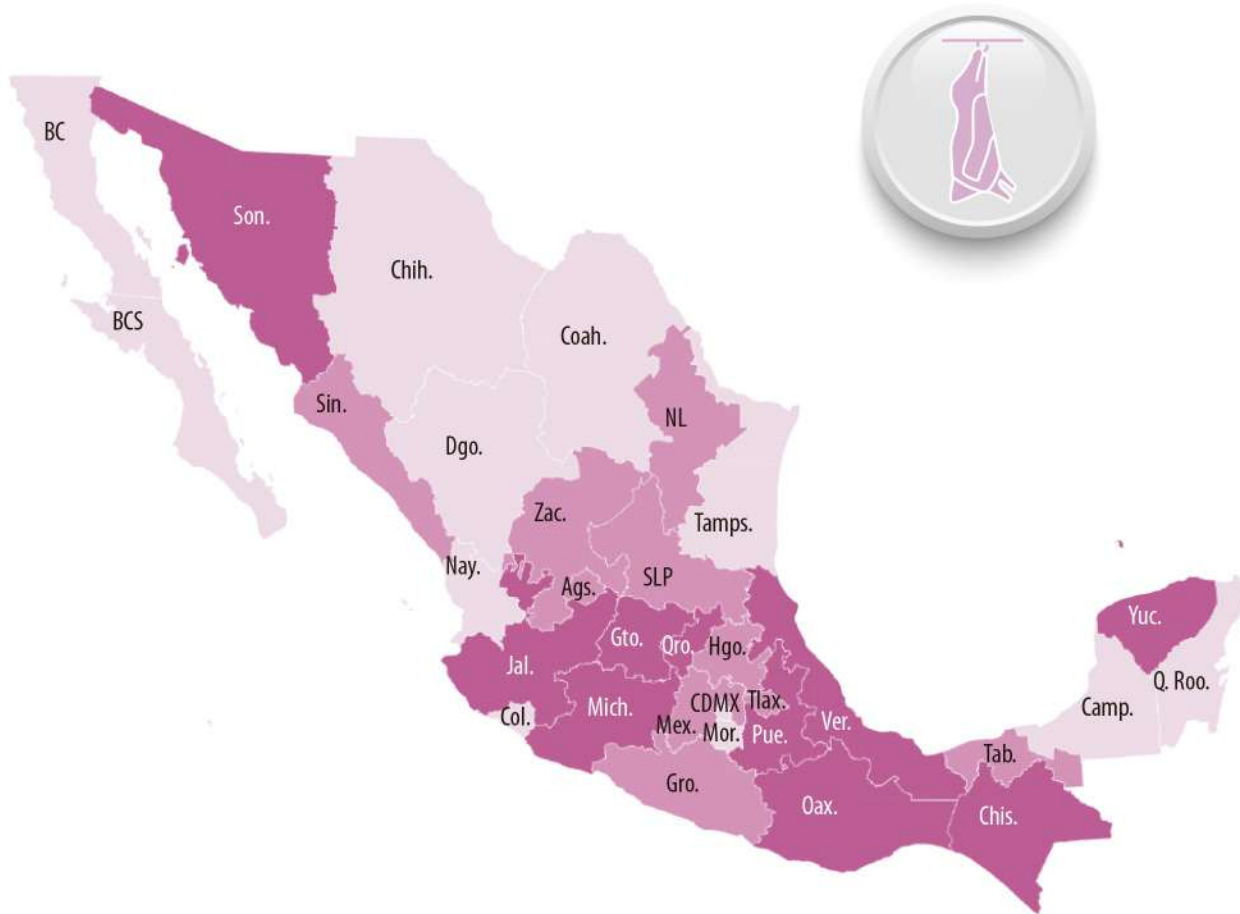 BC
Son.
Chih.
BCS
Coah.
Sin.
NL
Dgo.
Zac.
Tamps.
Nay.
Ags.
SLP
Yuc.
Gto.
Qro.
Hgo.
Jal.
Q. Roo.
CDMX
Tlax.
Mich.
Camp.
Col.
Mex.
Mor.
Pue.
Ver.
Tab.
Gro.
Oax.
Chis.